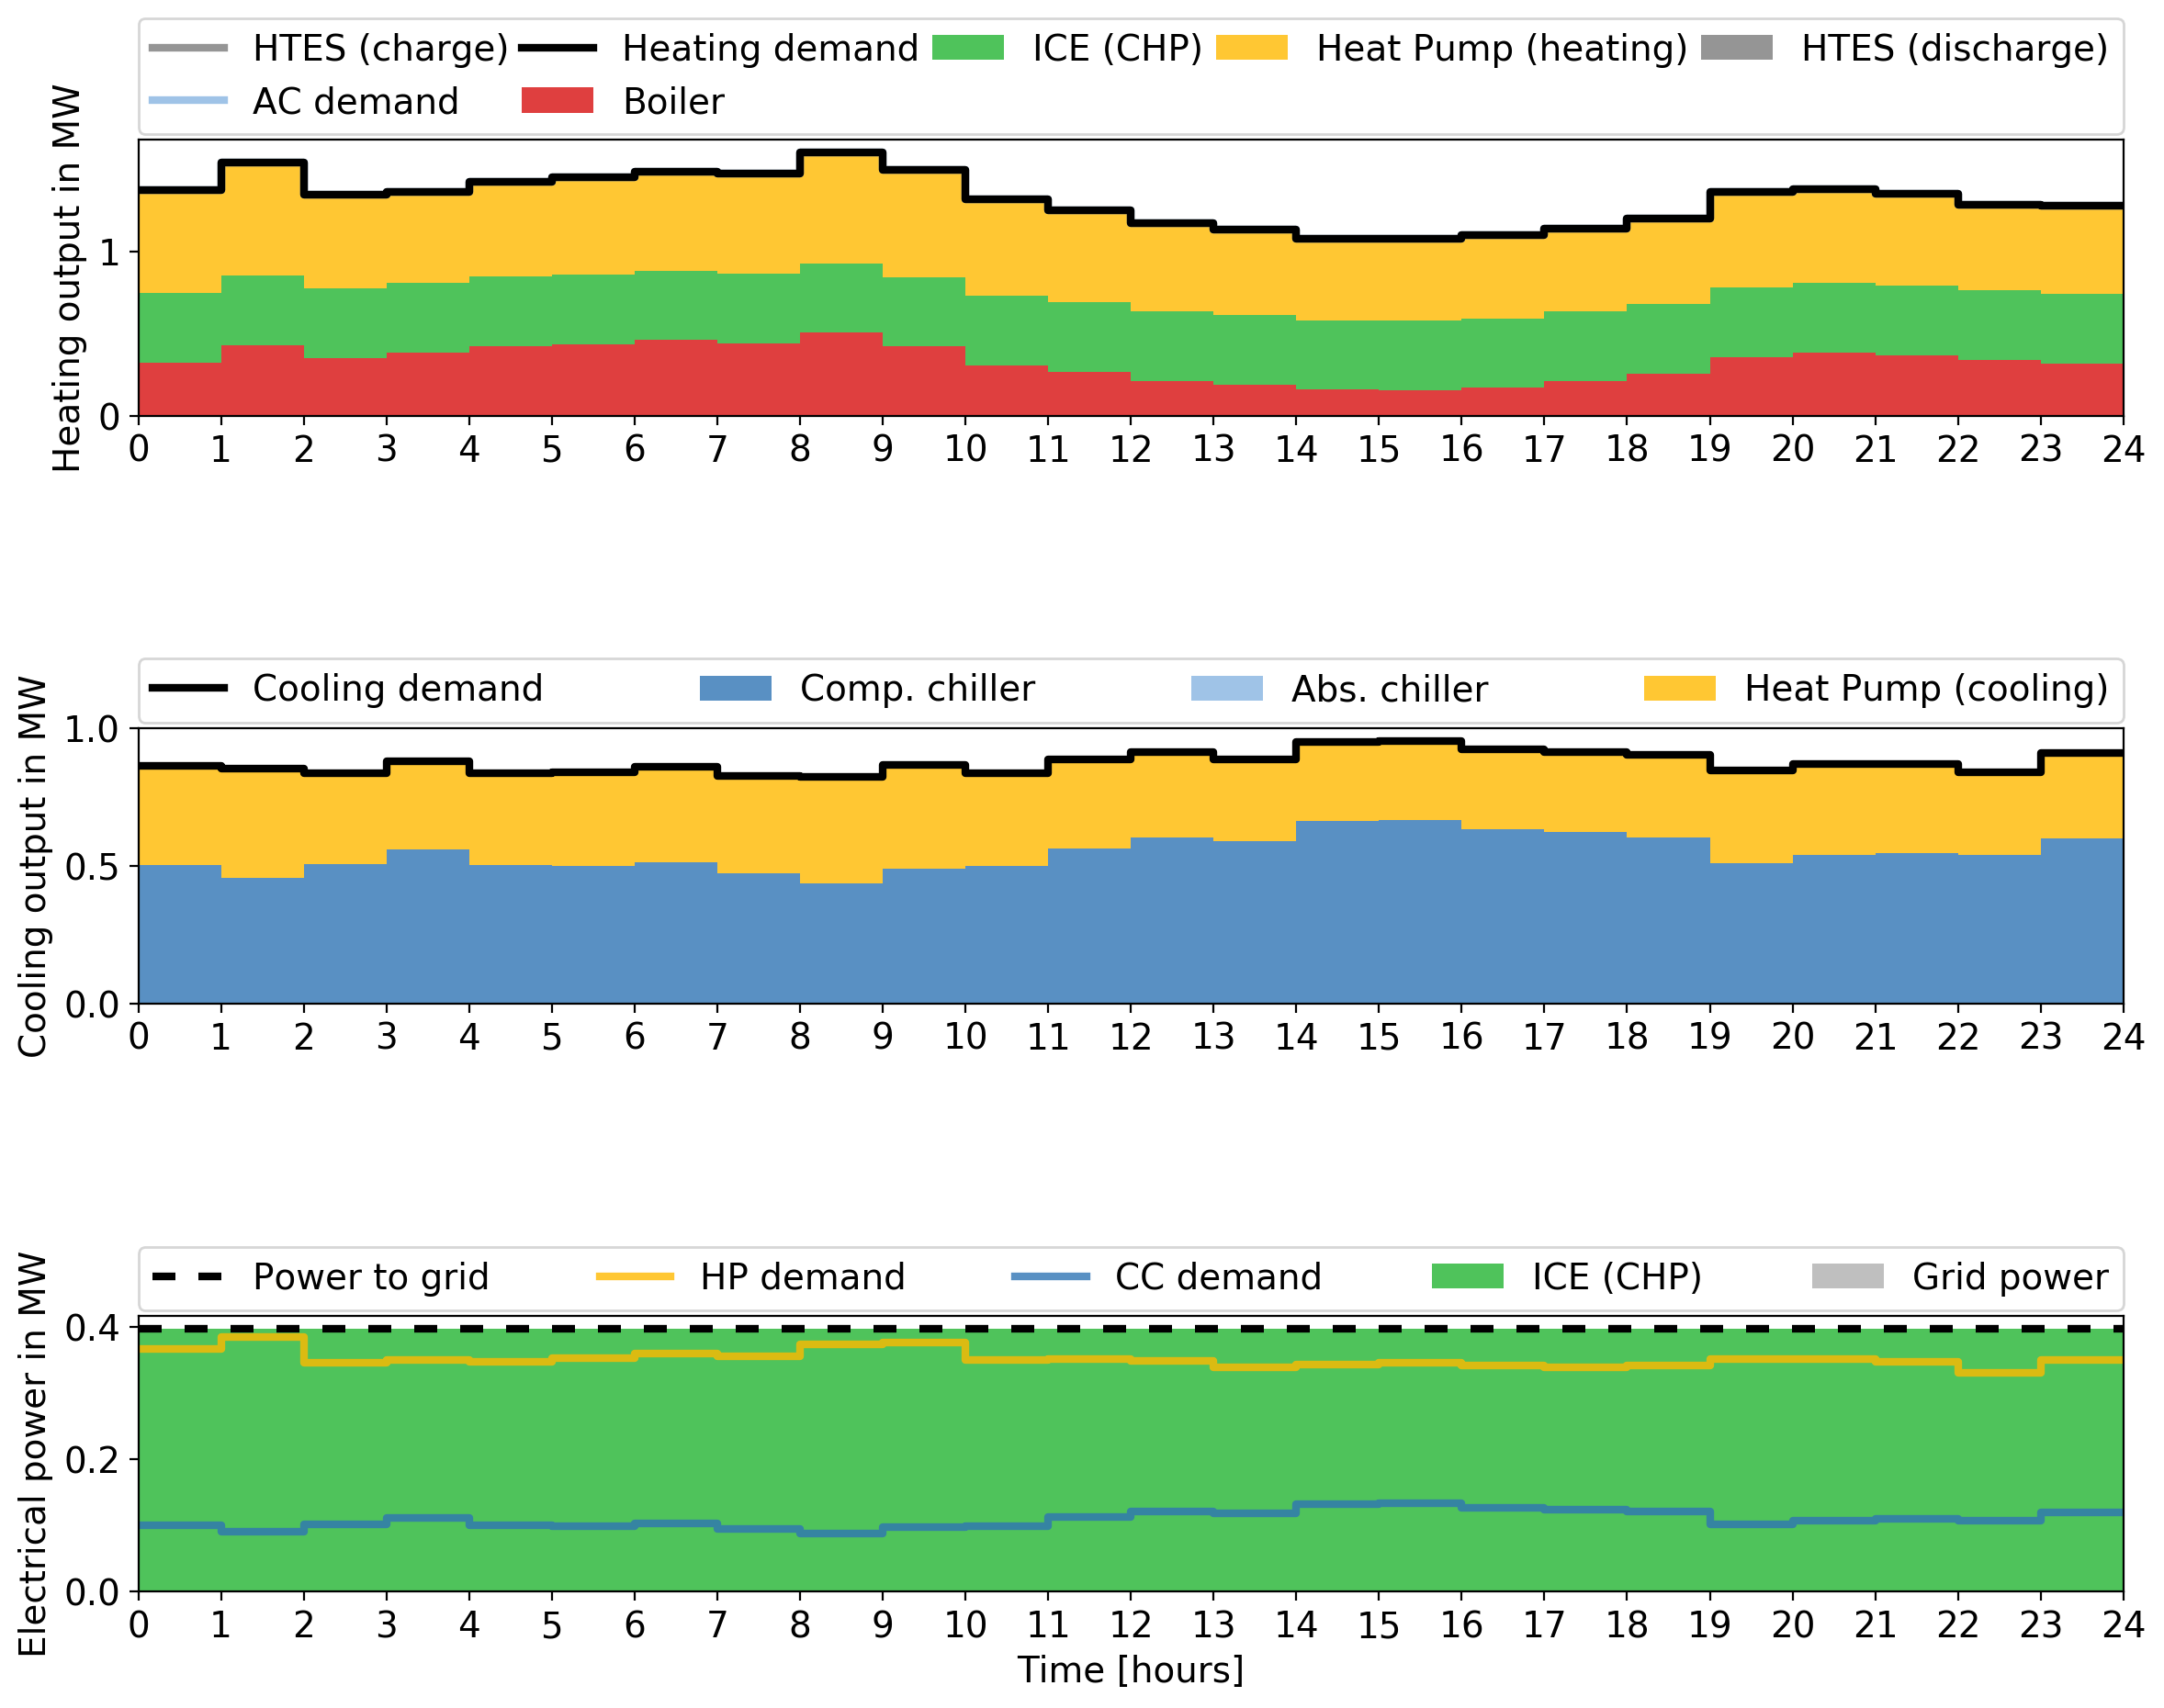 HTES (charge) Heating demand ICE (CHP) Heat Pump (heating) HTES (discharge)
AC demand Boiler
Heating output in MW
1
0
0 1 2 3 4 5 6 7 8 9 10 11 12 13 14 15 16 17 18 19 20 21 22 23 24
Cooling demand Comp. chiller Abs. chiller Heat Pump (cooling)
Cooling output in MW
1.0
0.5
0.0
0 1 2 3 4 5 6 7 8 9 10 11 12 13 14 15 16 17 18 19 20 21 22 23 24
Power to grid HP demand CC demand ICE (CHP) Grid power
Electrical power in MW
0.4
0.2
0.0
0 1 2 3 4 5 6 7 8 9 10 11 12 13 14 15 16 17 18 19 20 21 22 23 24
Time [hours]